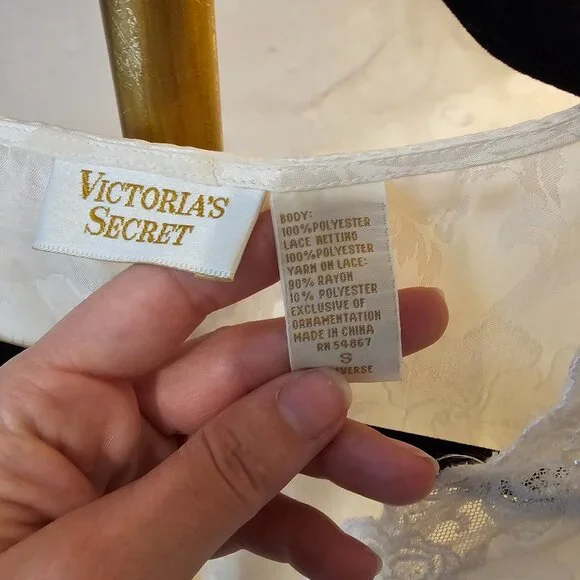 VICTORIA'S
SECRET
BODY:
100% POLYESTER
LACE NETTING
100% POLYESTER
YARN ON LACE:
90% RAYON
10% POLYESTER
EXCLUSIVE OF
ORNAMENTATION
MADE IN CHINA
RN 54867
S